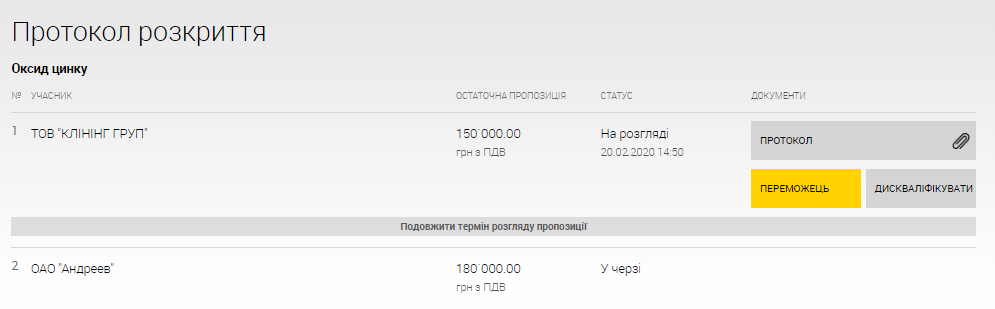 Протокол розкриття
Оксид цинку
№ УЧАСНИК ОСТАТОЧНА ПРОПОЗИЦІЯ СТАТУС ДОКУМЕНТИ
1 ТОВ "КЛІНІНГ ГРУП" 150`000.00 На розгляді ПРОТОКОЛ
грн з ПДВ 20.02.2020 14:50
ПЕРЕМОЖЕЦЬ ДИСКВАЛІФІКУВАТИ
Подовжити термін розгляду пропозиції
2 ОАО "Андреев" 180`000.00 У черзі
грн з ПДВ